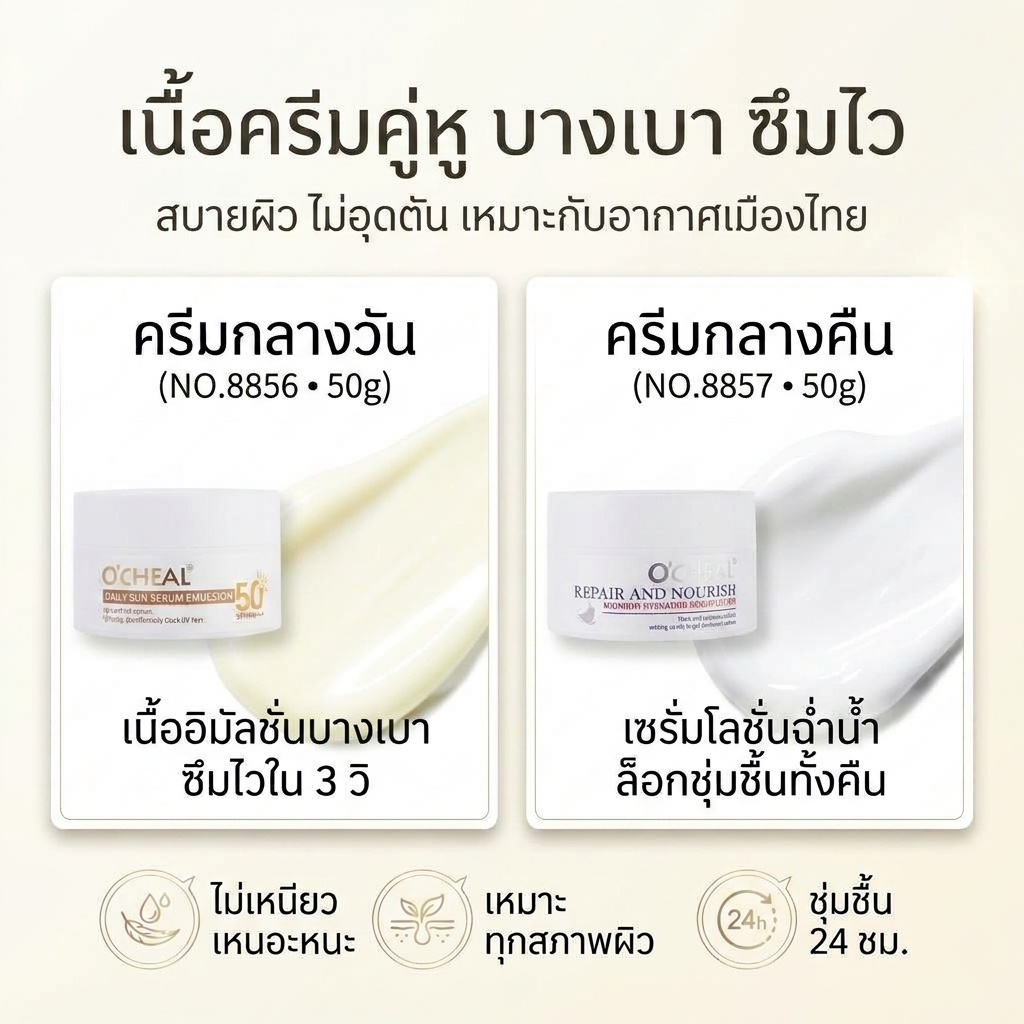 เนื้อครีมคู่หู บางเบา ซึมไว
สบายผิว ไม่อุดตัน เหมาะกับอากาศเมืองไทย
ครีมกลางวัน
(NO.8856 • 50g)
O'CHEAL®
DAILY SUN SERUM EMUESION
50+
เนื้ออิมัลชั่นบางเบา
ซึมไวใน 3 วิ
ครีมกลางคืน
(NO.8857 • 50g)
O'CHEAL®
REPAIR AND NOURISH
เซรั่มโลชั่นฉ่ำน้ำ
ล็อกชุ่มชื้นทั้งคืน
ไม่เหนียว
เหนอะหนะ
เหมาะ
ทุกสภาพผิว
24h
ชุ่มชื้น
24 ชม.